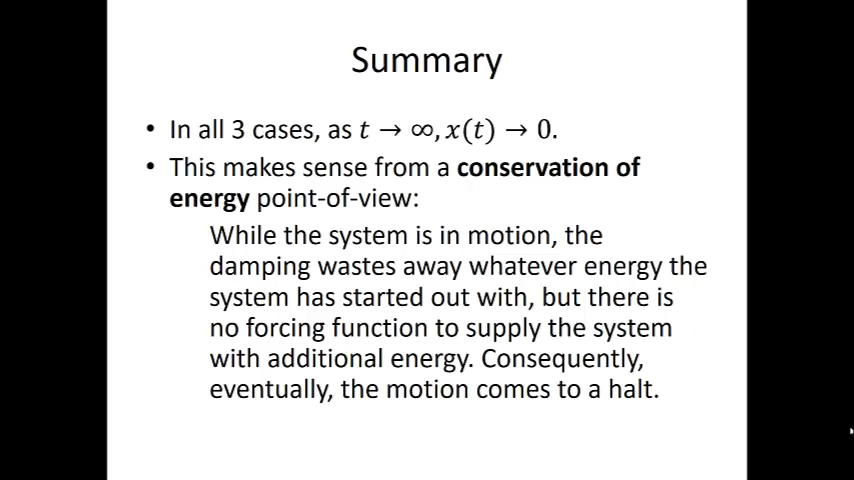 Summary
• In all 3 cases, as t → ∞, x(t) → 0.
• This makes sense from a conservation of
energy point-of-view:
While the system is in motion, the
damping wastes away whatever energy the
system has started out with, but there is
no forcing function to supply the system
with additional energy. Consequently,
eventually, the motion comes to a halt.